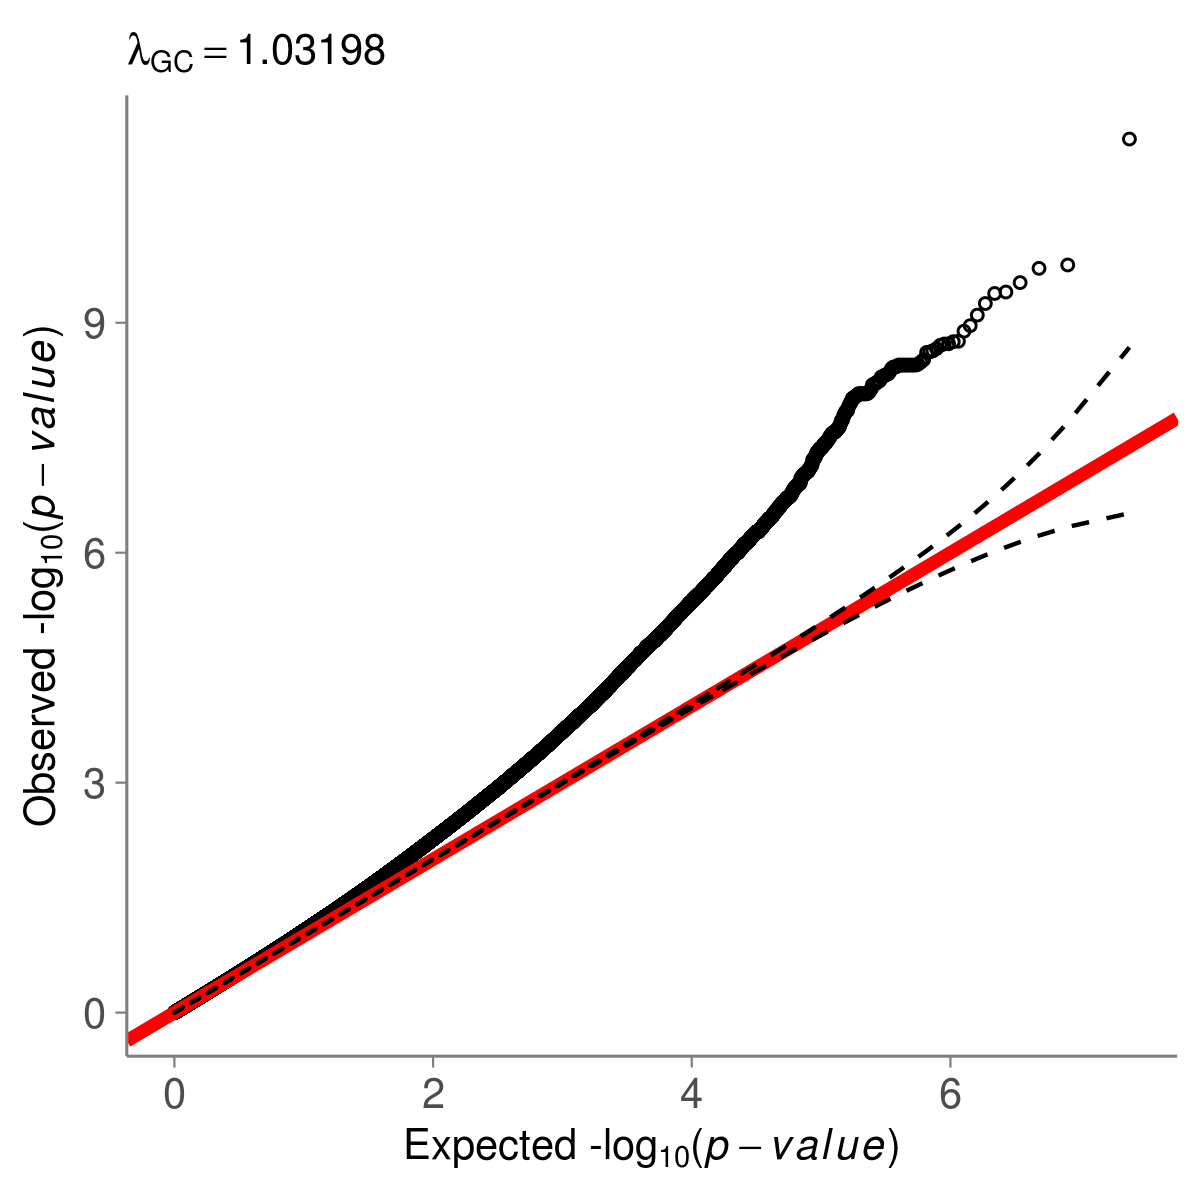 λGC = 1.03198
Observed -log10(p − value)
9
6
3
0
0 2 4 6
Expected -log10(p − value)